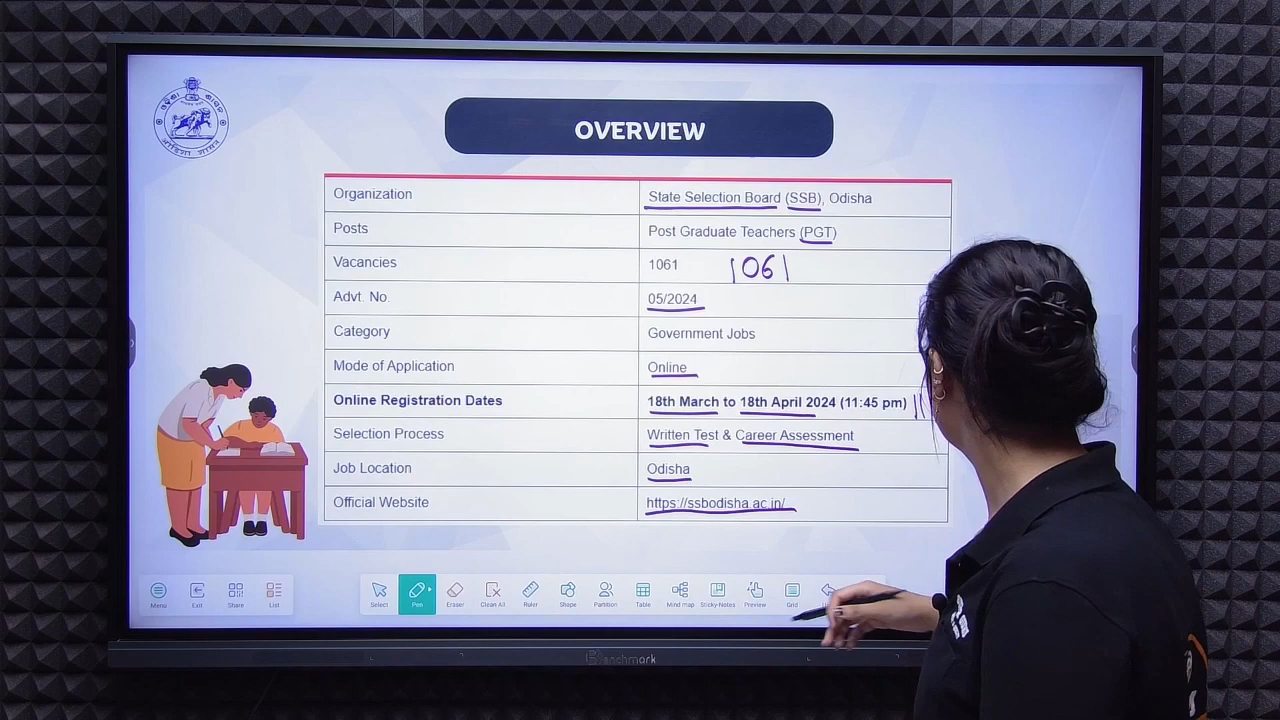 OVERVIEW
Organization State Selection Board (SSB), Odisha
Posts Post Graduate Teachers (PGT)
Vacancies 1061 1061
Advt. No. 05/2024
Category Government Jobs
Mode of Application Online
Online Registration Dates 18th March to 18th April 2024 (11:45 pm)
Selection Process Written Test & Career Assessment
Job Location Odisha
Official Website https://ssbodisha.ac.in/
Menu Exit Share List Select Pen Eraser Clean All Ruler Shape Partition Table Mind map Sticky-Notes Preview Grid
Benchmark